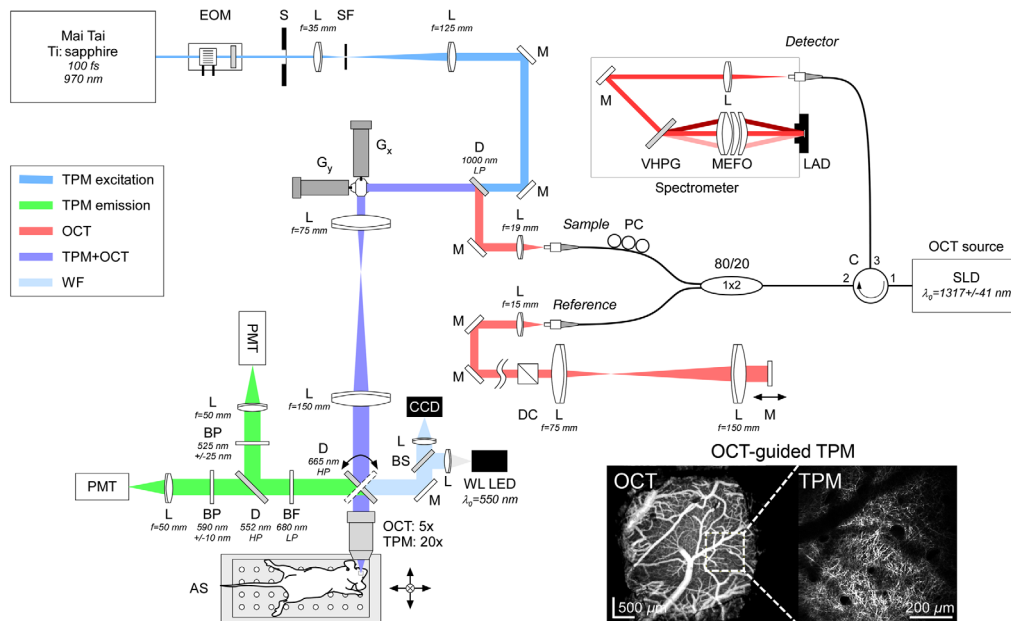 Mai Tai
Ti: sapphire
100 fs
970 nm
EOM
S
L
f=35 mm
SF
L
f=125 mm
M
M
D
1000 nm
LP
Gx
Gy
L
f=75 mm
TPM excitation
TPM emission
OCT
TPM+OCT
WF
M
L
f=19 mm
Sample
PC
80/20
1x2
Detector
M
L
VHPG
MEFO
LAD
Spectrometer
C
2
3
1
OCT source
SLD
λ₀=1317+/-41 nm
L
f=15 mm
Reference
M
M
DC
L
f=75 mm
L
f=150 mm
M
PMT
L
f=50 mm
BP
525 nm
+/-25 nm
PMT
L
f=50 mm
BP
590 nm
+/-10 nm
D
552 nm
HP
BF
680 nm
LP
L
f=150 mm
D
665 nm
HP
CCD
L
BS
L
M
WL LED
λ₀=550 nm
OCT: 5x
TPM: 20x
AS
OCT-guided TPM
OCT
TPM
500 µm
200 µm